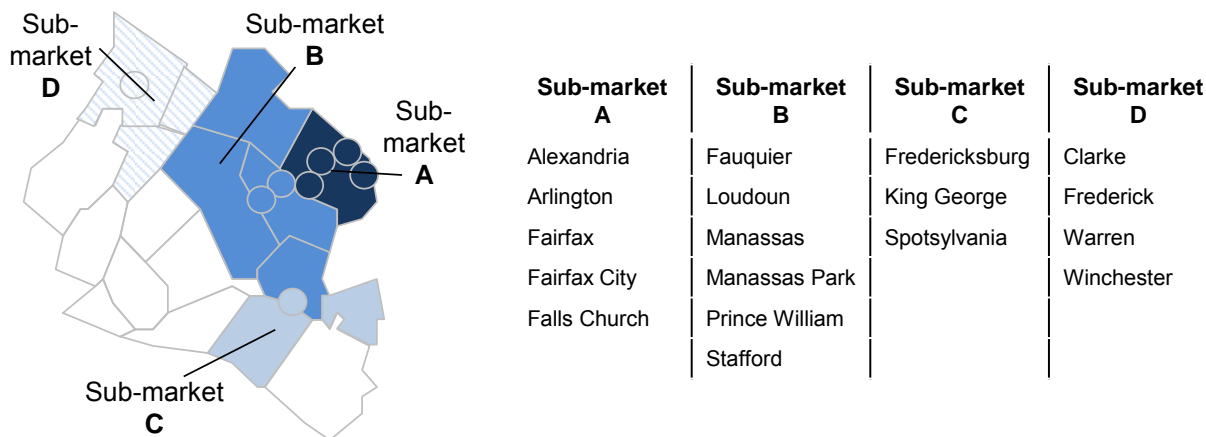 Sub-
market
D
Sub-market
B
Sub-
market
A
Sub-market
C
Sub-market
A
Sub-market
B
Sub-market
C
Sub-market
D
Alexandria
Fauquier
Fredericksburg
Clarke
Arlington
Loudoun
King George
Frederick
Fairfax
Manassas
Spotsylvania
Warren
Fairfax City
Manassas Park
Winchester
Falls Church
Prince William
Stafford